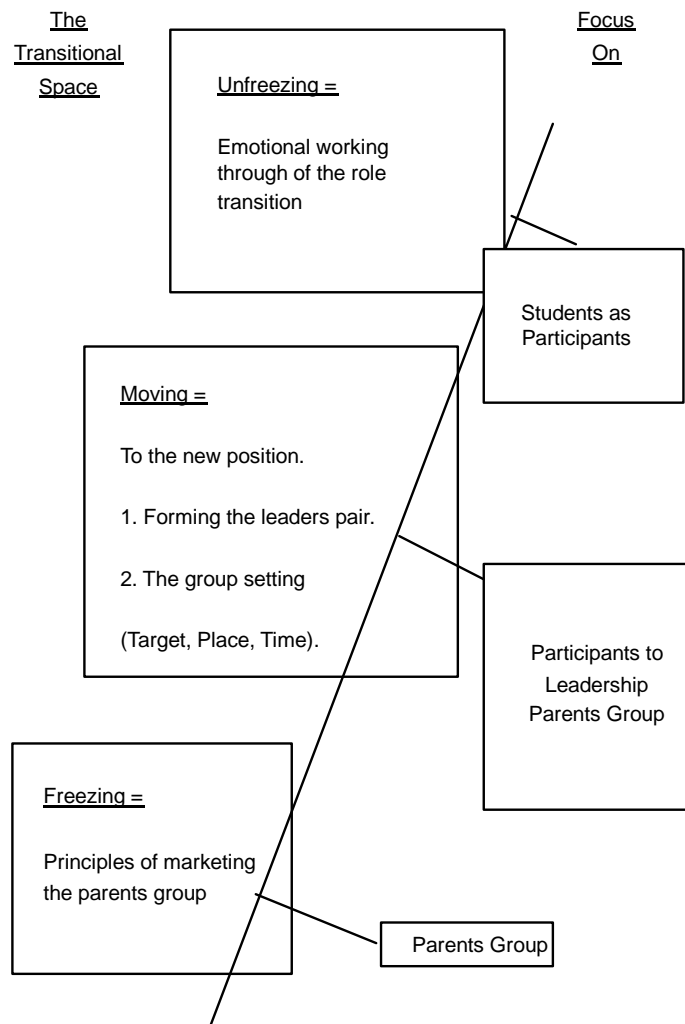 The
Transitional
Space
Focus
On
Unfreezing =
Emotional working
through of the role
transition
Students as
Participants
Moving =
To the new position.
1. Forming the leaders pair.
2. The group setting
(Target, Place, Time).
Participants to
Leadership
Parents Group
Freezing =
Principles of marketing
the parents group
Parents Group